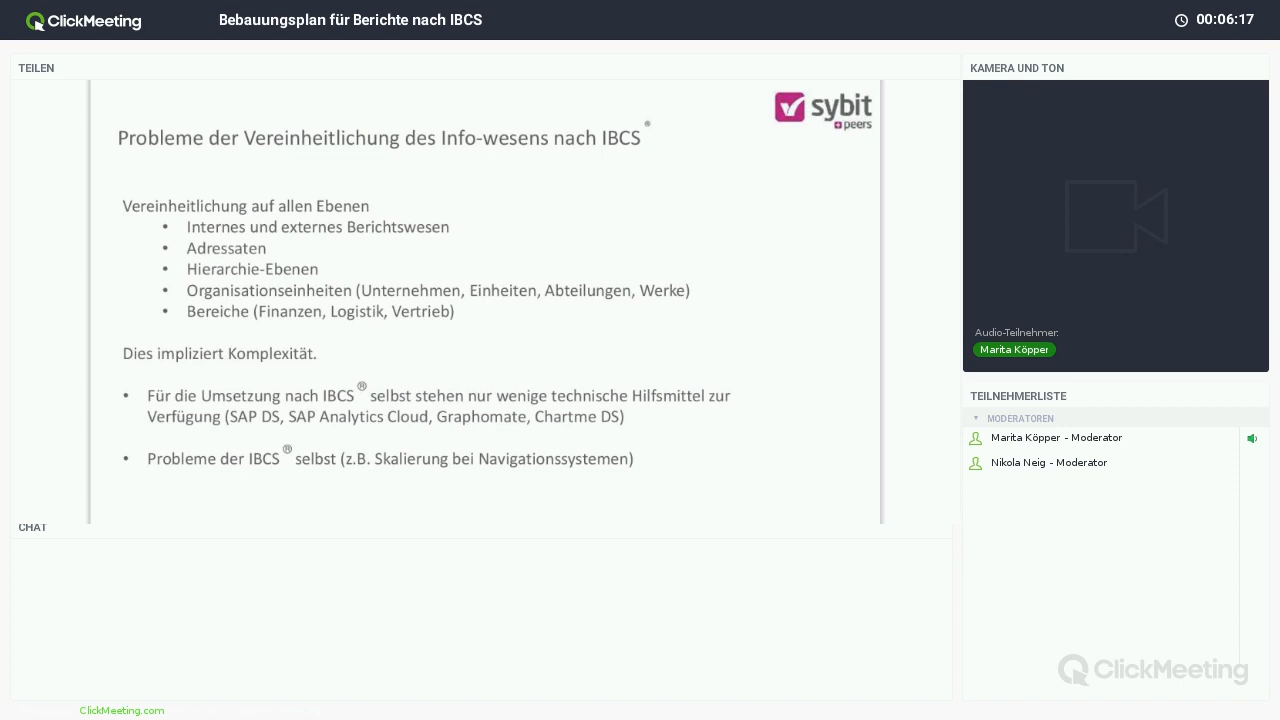 ClickMeeting
Bebauungsplan für Berichte nach IBCS
00:06:17
TEILEN
sybit
peers
Probleme der Vereinheitlichung des Info-wesens nach IBCS ®
Vereinheitlichung auf allen Ebenen
• Internes und externes Berichtswesen
• Adressaten
• Hierarchie-Ebenen
• Organisationseinheiten (Unternehmen, Einheiten, Abteilungen, Werke)
• Bereiche (Finanzen, Logistik, Vertrieb)
Dies impliziert Komplexität.
• Für die Umsetzung nach IBCS ® selbst stehen nur wenige technische Hilfsmittel zur
Verfügung (SAP DS, SAP Analytics Cloud, Graphomate, Chartme DS)
• Probleme der IBCS ® selbst (z.B. Skalierung bei Navigationssystemen)
CHAT
KAMERA UND TON
Audio-Teilnehmer:
Marita Köpper
TEILNEHMERLISTE
MODERATOREN
Marita Köpper - Moderator
Nikola Neig - Moderator
ClickMeeting
ClickMeeting.com